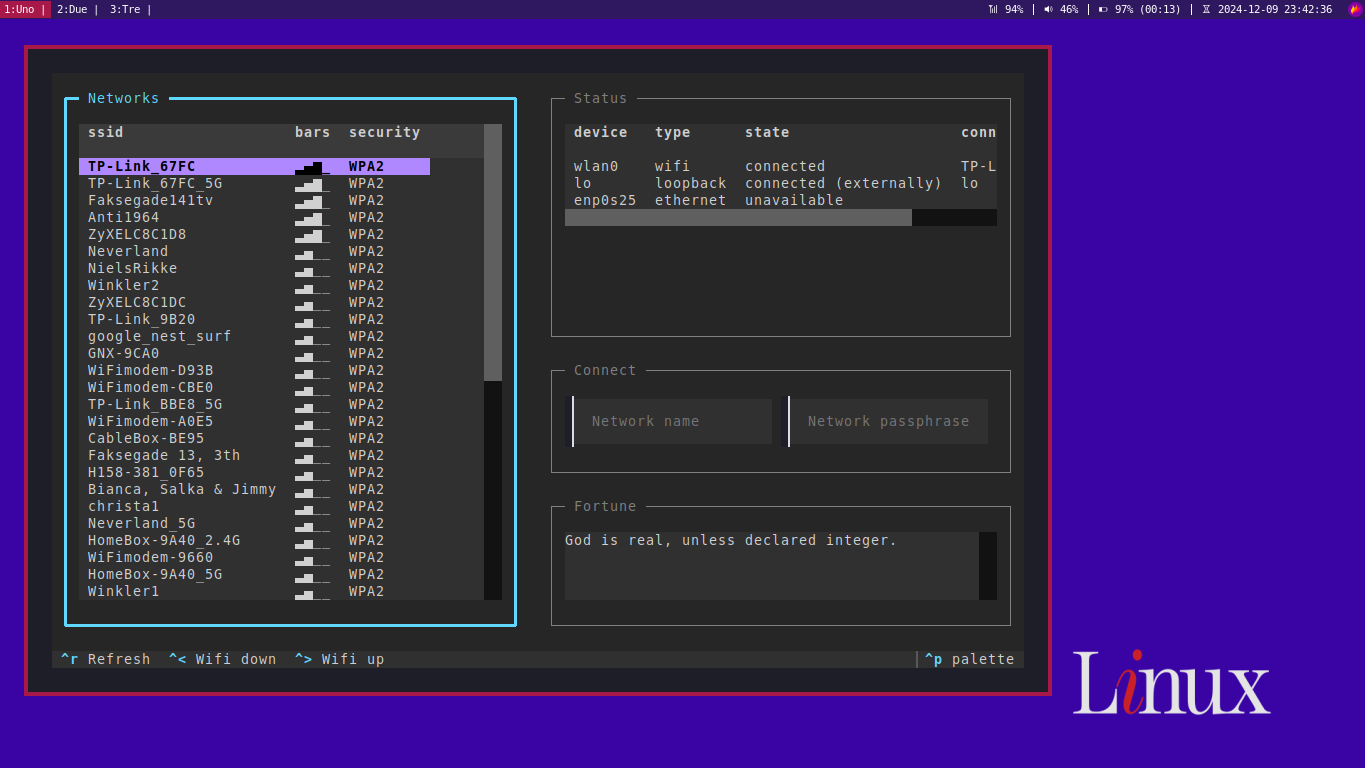 1:Uno | 2:Due | 3:Tre |
94% | 46% | 97% (00:13) | 2024-12-09 23:42:36
Networks
ssid bars security
TP-Link_67FC WPA2
TP-Link_67FC_5G WPA2
Faksegade141tv WPA2
Anti1964 WPA2
ZyXELC8C1D8 WPA2
Neverland WPA2
NielsRikke WPA2
Winkler2 WPA2
ZyXELC8C1DC WPA2
TP-Link_9B20 WPA2
google_nest_surf WPA2
GNX-9CA0 WPA2
WiFimodem-D93B WPA2
WiFimodem-CBE0 WPA2
TP-Link_BBE8_5G WPA2
WiFimodem-A0E5 WPA2
CableBox-BE95 WPA2
Faksegade 13, 3th WPA2
H158-381_0F65 WPA2
Bianca, Salka & Jimmy WPA2
christa1 WPA2
Neverland_5G WPA2
HomeBox-9A40_2.4G WPA2
WiFimodem-9660 WPA2
HomeBox-9A40_5G WPA2
Winkler1 WPA2
Status
device type state conn
wlan0 wifi connected TP-L
lo loopback connected (externally) lo
enp0s25 ethernet unavailable
Connect
Network name Network passphrase
Fortune
God is real, unless declared integer.
^r Refresh ^< Wifi down ^> Wifi up ^p palette
Linux